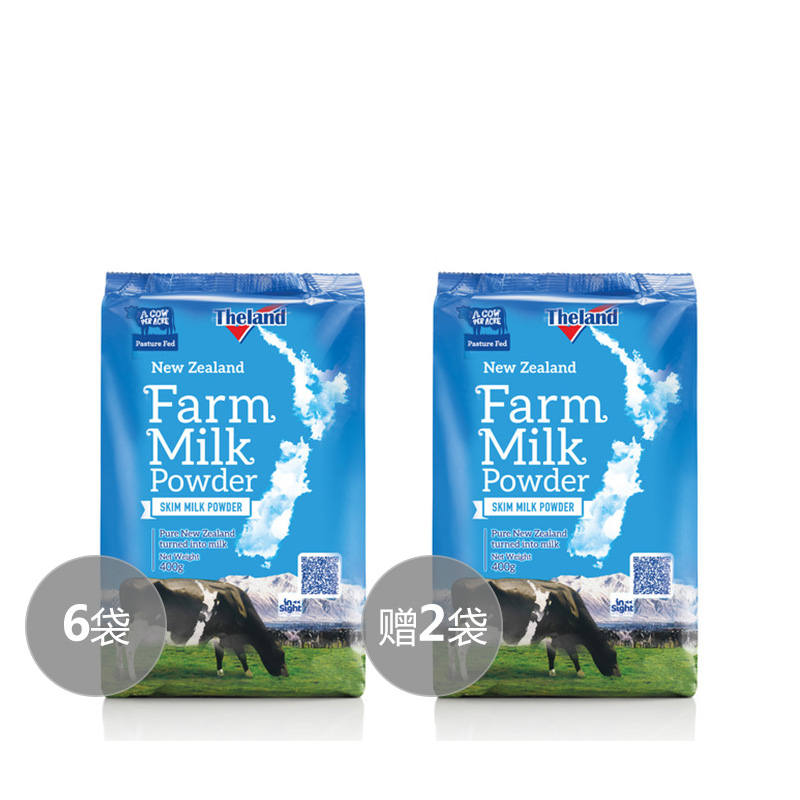 A COW
PER ACRE
Pasture Fed
Theland
New Zealand
Farm
Milk
Powder
SKIM MILK POWDER
Pure New Zealand
turned into milk
Net Weight
400g
in
Sight
6袋
A COW
PER ACRE
Pasture Fed
Theland
New Zealand
Farm
Milk
Powder
SKIM MILK POWDER
Pure New Zealand
turned into milk
Net Weight
400g
in
Sight
赠2袋